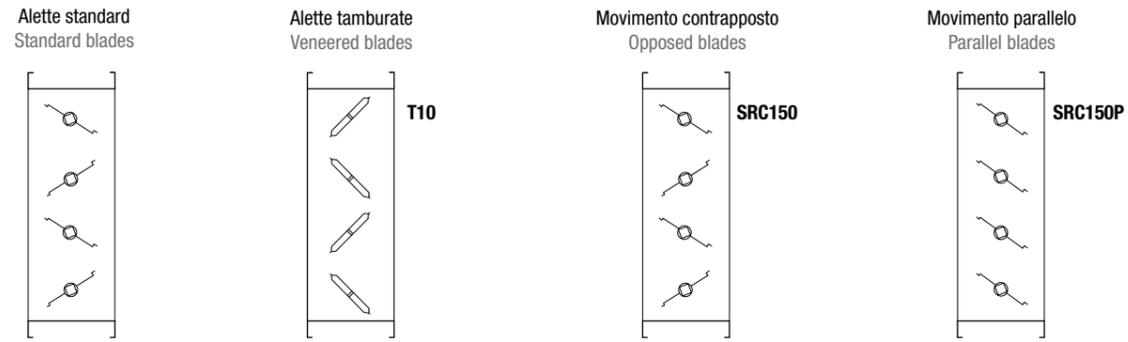 Alette standard
Standard blades
Alette tamburate
Veneered blades
T10
Movimento contrapposto
Opposed blades
SRC150
Movimento parallelo
Parallel blades
SRC150P